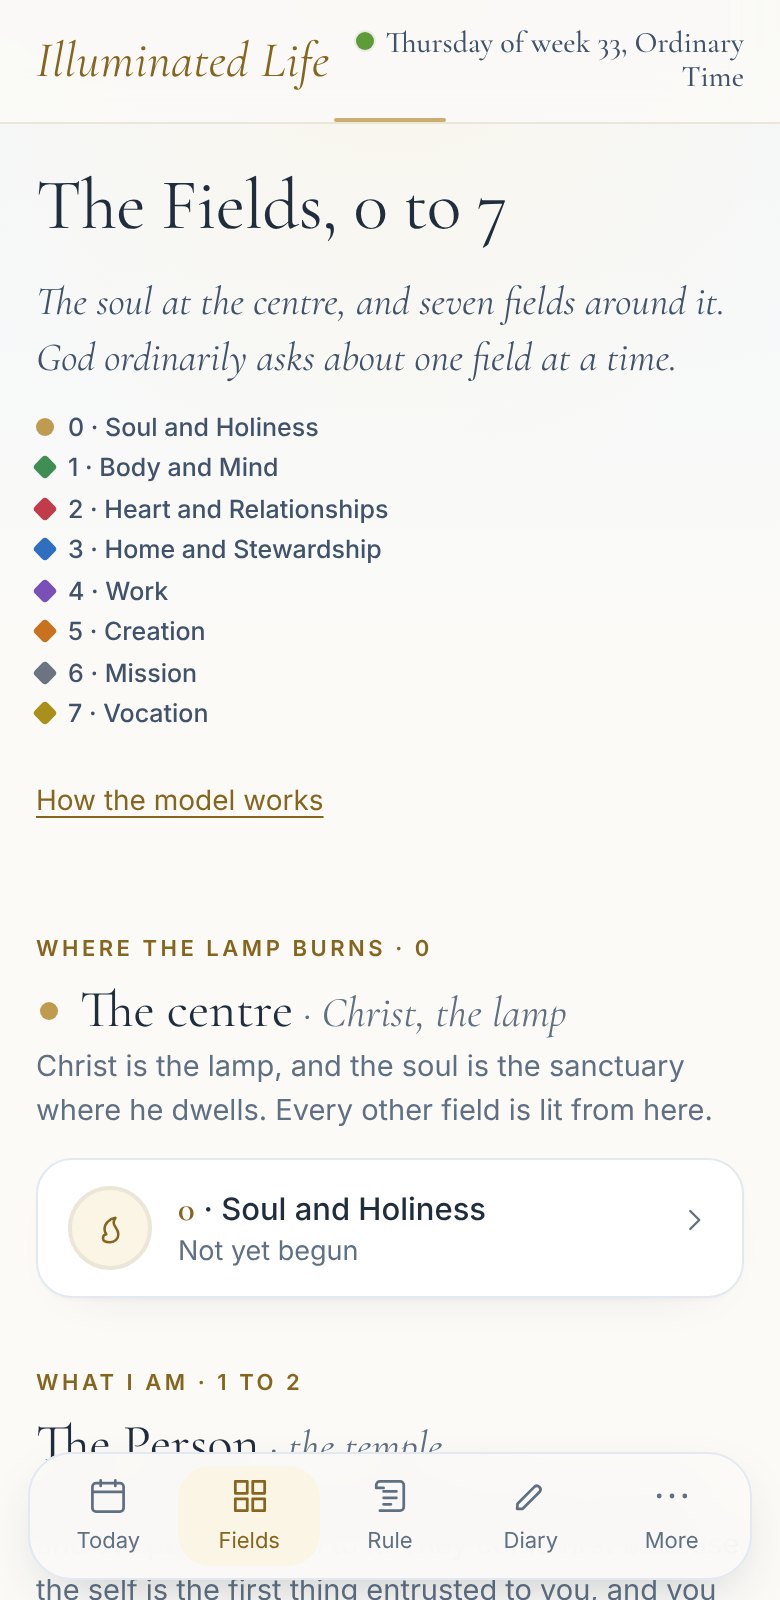 Illuminated Life
Thursday of week 33, Ordinary
Time
The Fields, 0 to 7
The soul at the centre, and seven fields around it.
God ordinarily asks about one field at a time.
0 · Soul and Holiness
1 · Body and Mind
2 · Heart and Relationships
3 · Home and Stewardship
4 · Work
5 · Creation
6 · Mission
7 · Vocation
How the model works
WHERE THE LAMP BURNS · 0
The centre · Christ, the lamp
Christ is the lamp, and the soul is the sanctuary
where he dwells. Every other field is lit from here.
0 · Soul and Holiness
Not yet begun
WHAT I AM · 1 TO 2
The Person · the temple
Today
Fields
Rule
Diary
More
the self is the first thing entrusted to you, and you